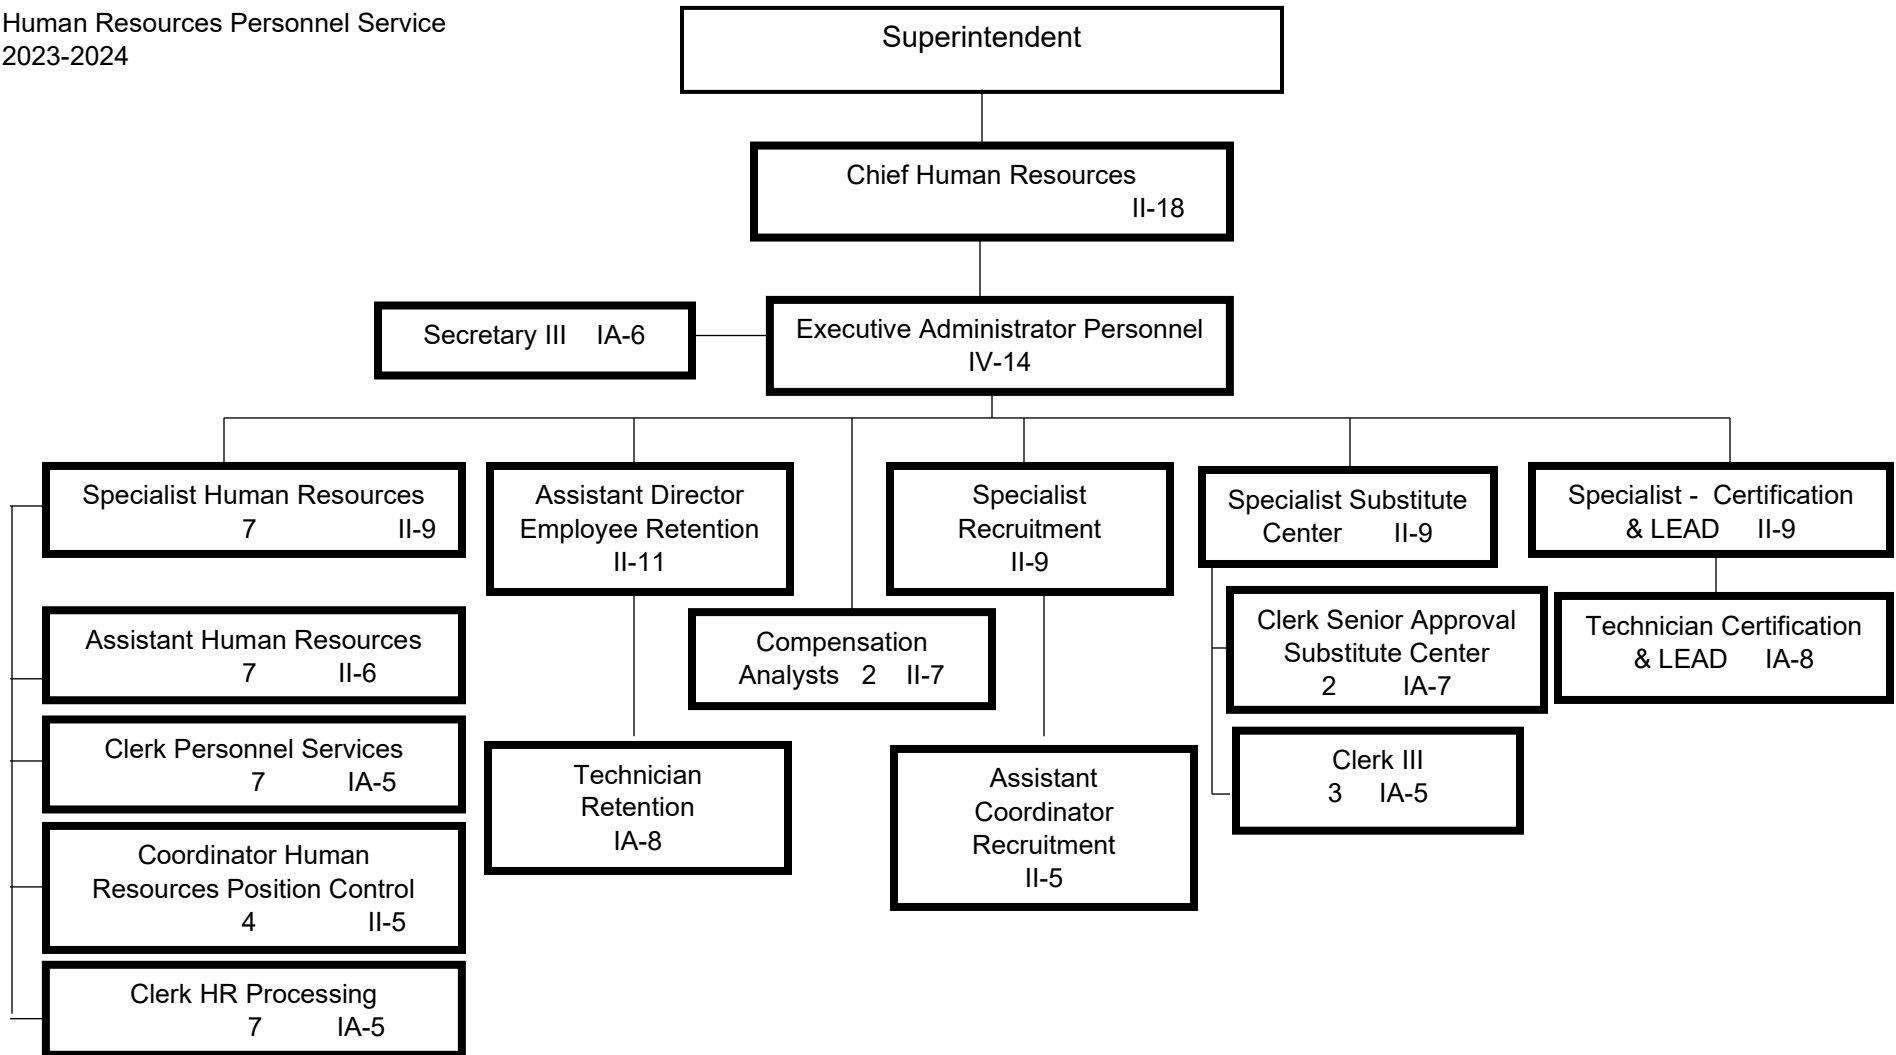 Human Resources Personnel Service
2023-2024
Superintendent
Chief Human Resources
II-18
Secretary III IA-6
Executive Administrator Personnel
IV-14
Specialist Human Resources
7 II-9
Assistant Human Resources
7 II-6
Clerk Personnel Services
7 IA-5
Coordinator Human
Resources Position Control
4 II-5
Clerk HR Processing
7 IA-5
Assistant Director
Employee Retention
II-11
Technician
Retention
IA-8
Compensation
Analysts 2 II-7
Specialist
Recruitment
II-9
Assistant
Coordinator
Recruitment
II-5
Specialist Substitute
Center II-9
Clerk Senior Approval
Substitute Center
2 IA-7
Clerk III
3 IA-5
Specialist - Certification
& LEAD II-9
Technician Certification
& LEAD IA-8